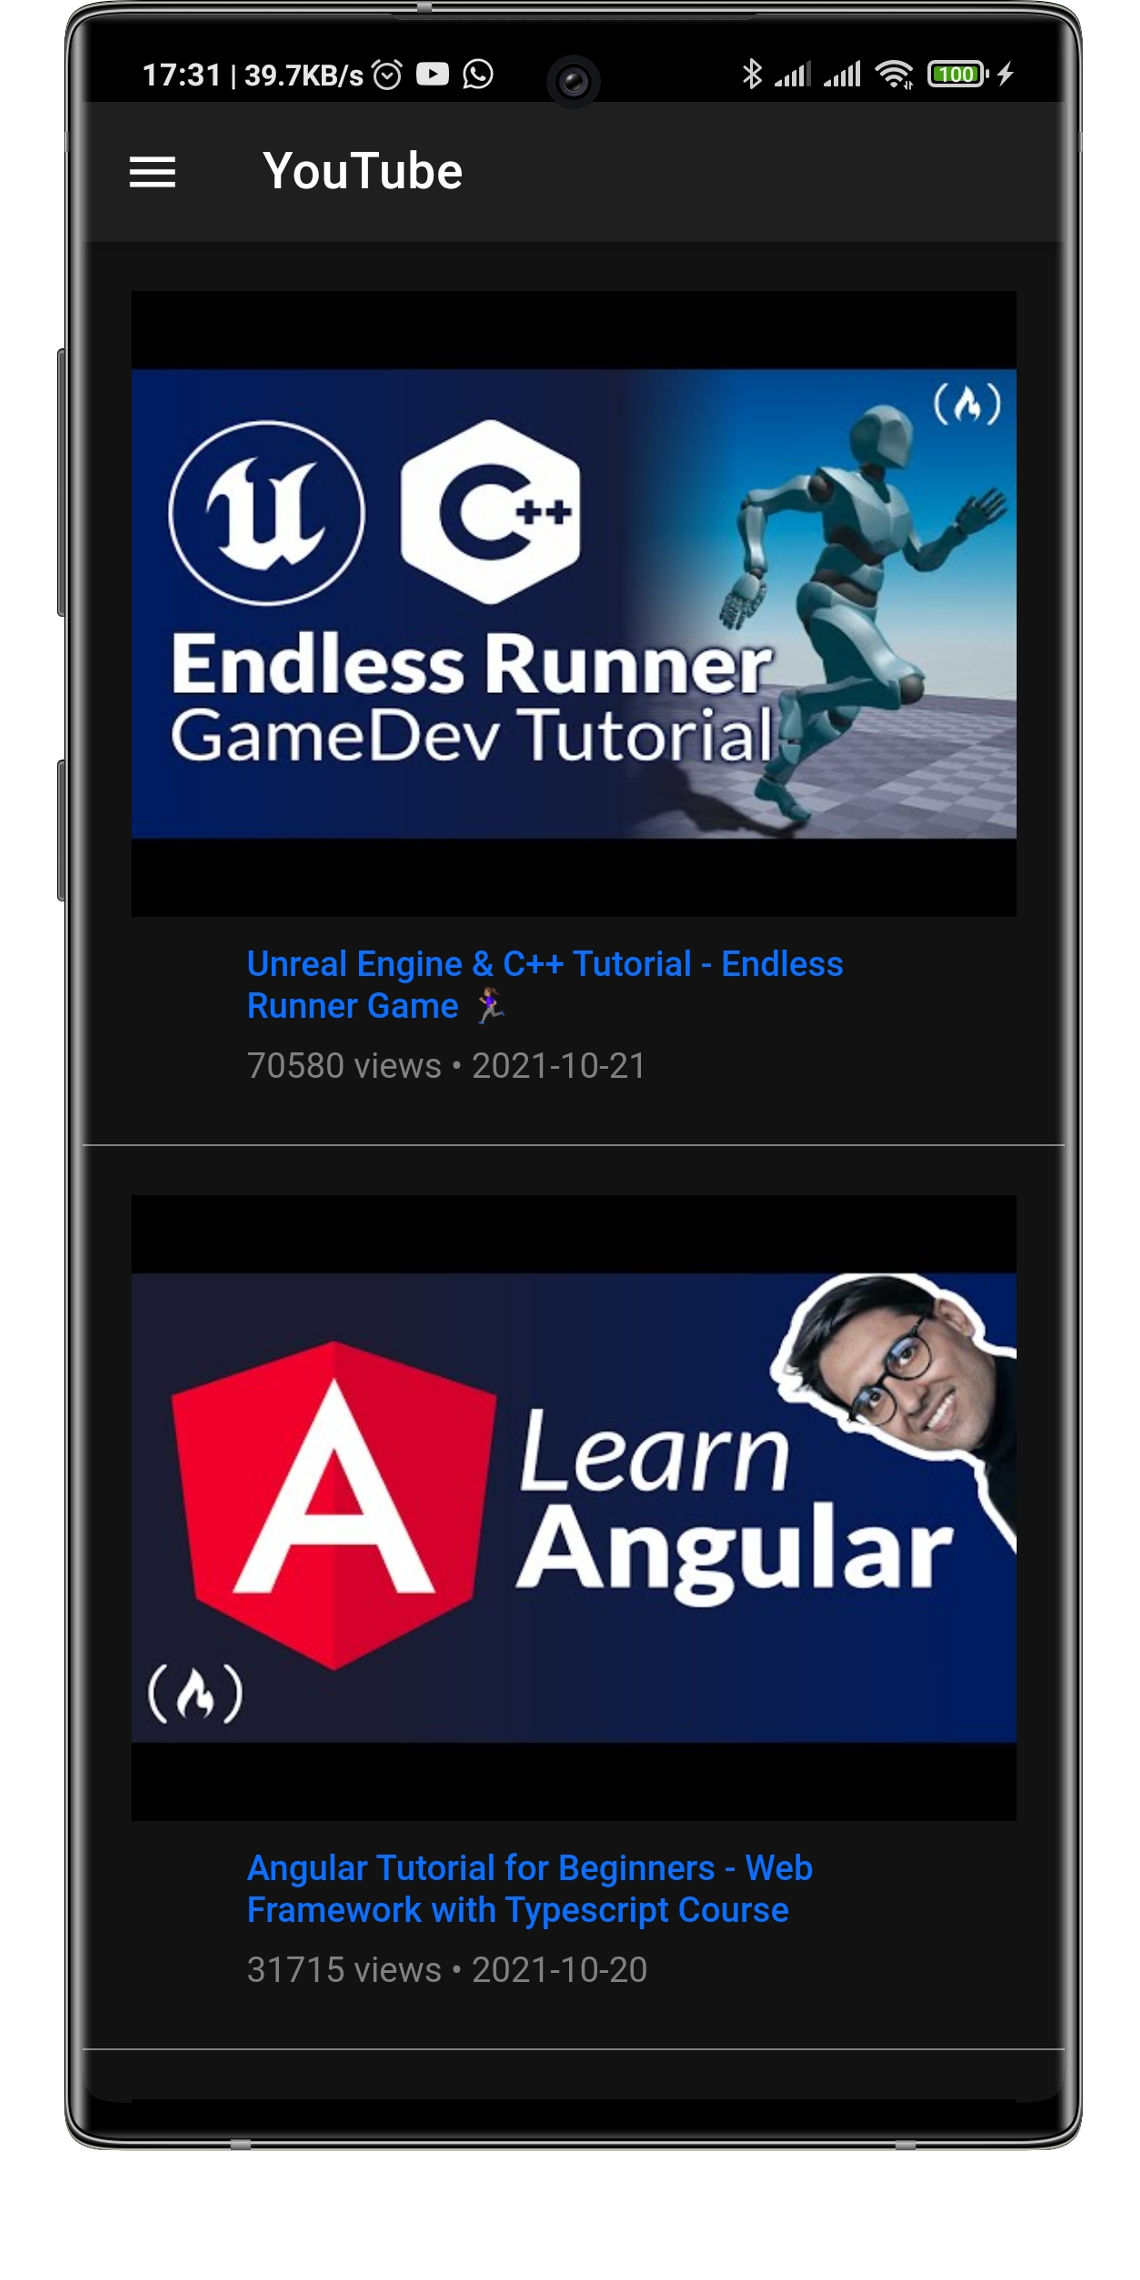 17:31 | 39.7KB/s 100
YouTube
C++
Endless Runner
GameDev Tutorial
Unreal Engine & C++ Tutorial - Endless
Runner Game 🏃🏽‍♀️
70580 views • 2021-10-21
A
Learn
Angular
Angular Tutorial for Beginners - Web
Framework with Typescript Course
31715 views • 2021-10-20